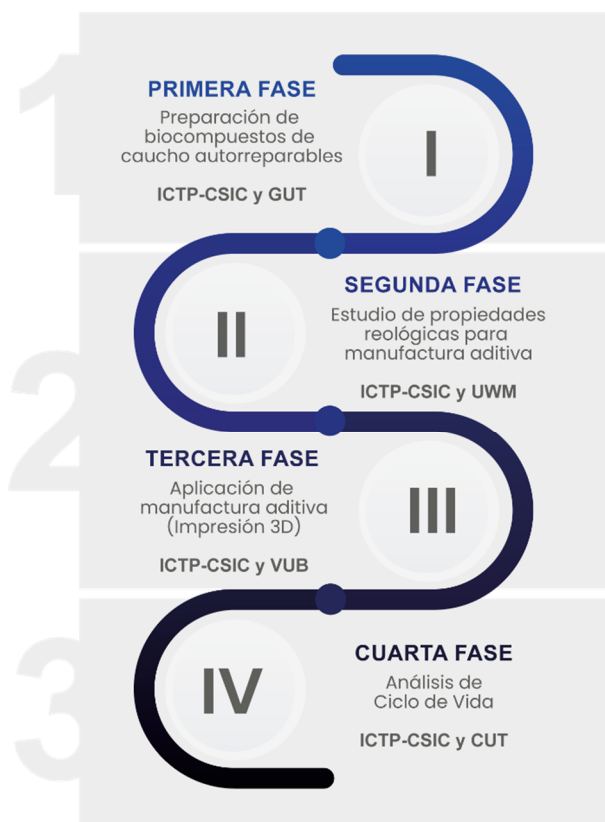 1
PRIMERA FASE
Preparación de
biocompuestos de
caucho autorreparables
ICTP-CSIC y GUT
I
2
SEGUNDA FASE
Estudio de propiedades
reológicas para
manufactura aditiva
ICTP-CSIC y UWM
II
TERCERA FASE
Aplicación de
manufactura aditiva
(Impresión 3D)
ICTP-CSIC y VUB
III
3
CUARTA FASE
Análisis de
Ciclo de Vida
ICTP-CSIC y CUT
IV